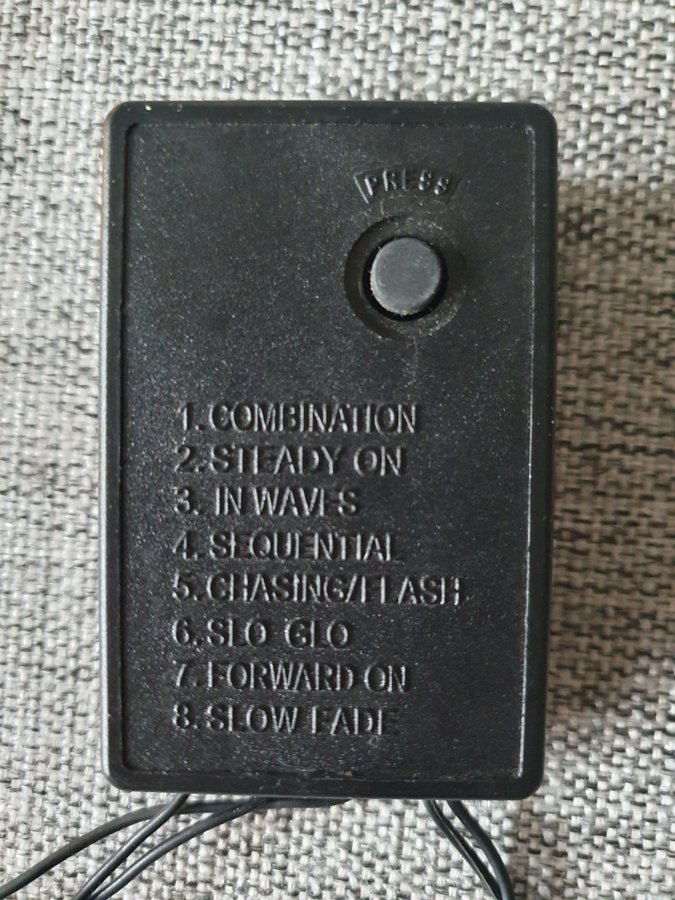 PRESS
1. COMBINATION
2. STEADY ON
3. IN WAVES
4. SEQUENTIAL
5. CHASING/FLASH
6. SLO GLO
7. FORWARD ON
8. SLOW FADE